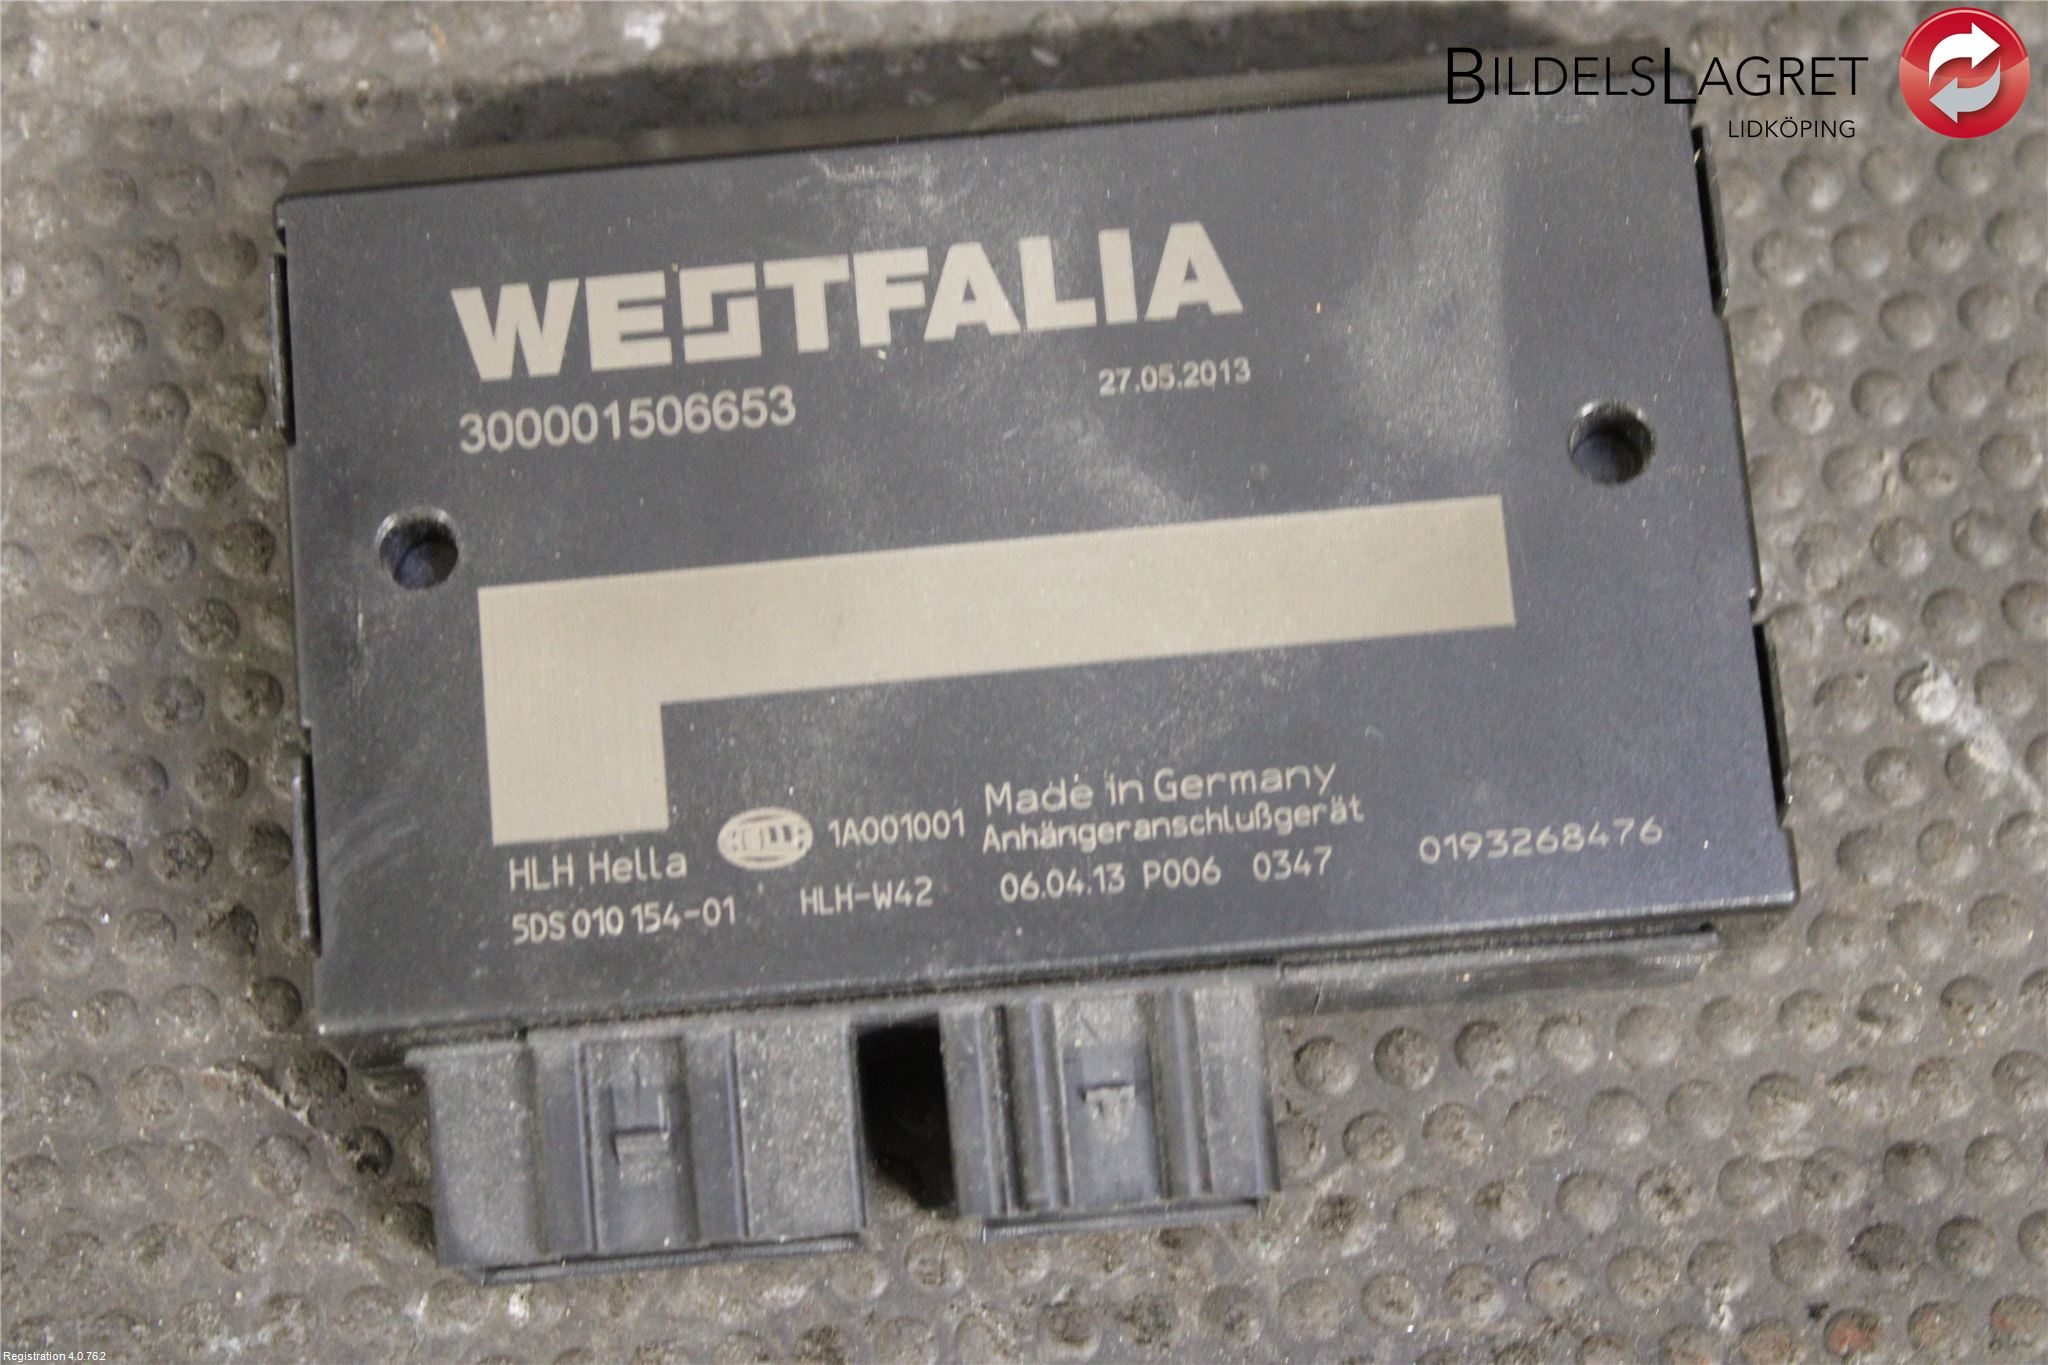 BILDELSLAGRET
LIDKÖPING
WESTFALIA
300001506653
27.05.2013
HLH Hella
HELLA
1A001001
Made in Germany
Anhängeranschlußgerät
5DS 010 154-01
HLH-W42
06.04.13 P006 0347
0193268476
Registration 4.0.762